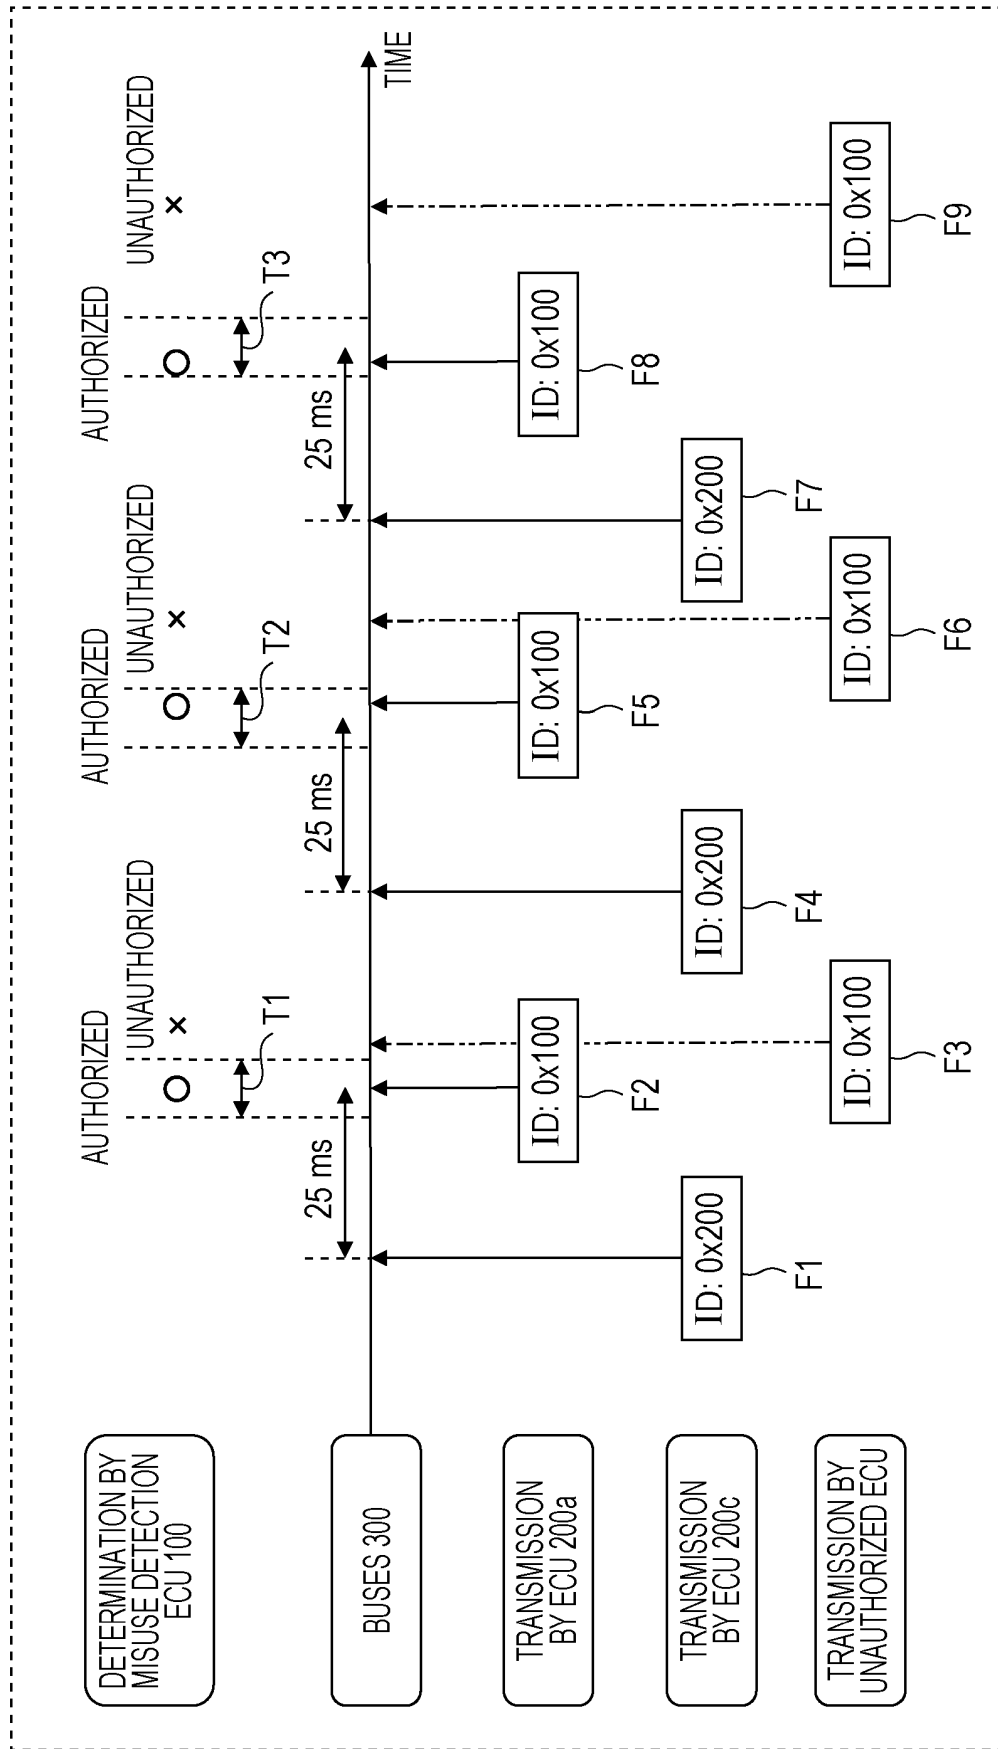 DETERMINATION BY
MISUSE DETECTION
ECU 100
AUTHORIZED
UNAUTHORIZED
×
T1
AUTHORIZED
UNAUTHORIZED
×
T2
AUTHORIZED
UNAUTHORIZED
×
T3
BUSES 300
25 ms
25 ms
25 ms
TIME
TRANSMISSION
BY ECU 200a
ID: 0x100
F2
ID: 0x100
F5
ID: 0x100
F8
TRANSMISSION
BY ECU 200c
ID: 0x200
F1
ID: 0x200
F4
ID: 0x200
F7
TRANSMISSION BY
UNAUTHORIZED ECU
ID: 0x100
F3
ID: 0x100
F6
ID: 0x100
F9